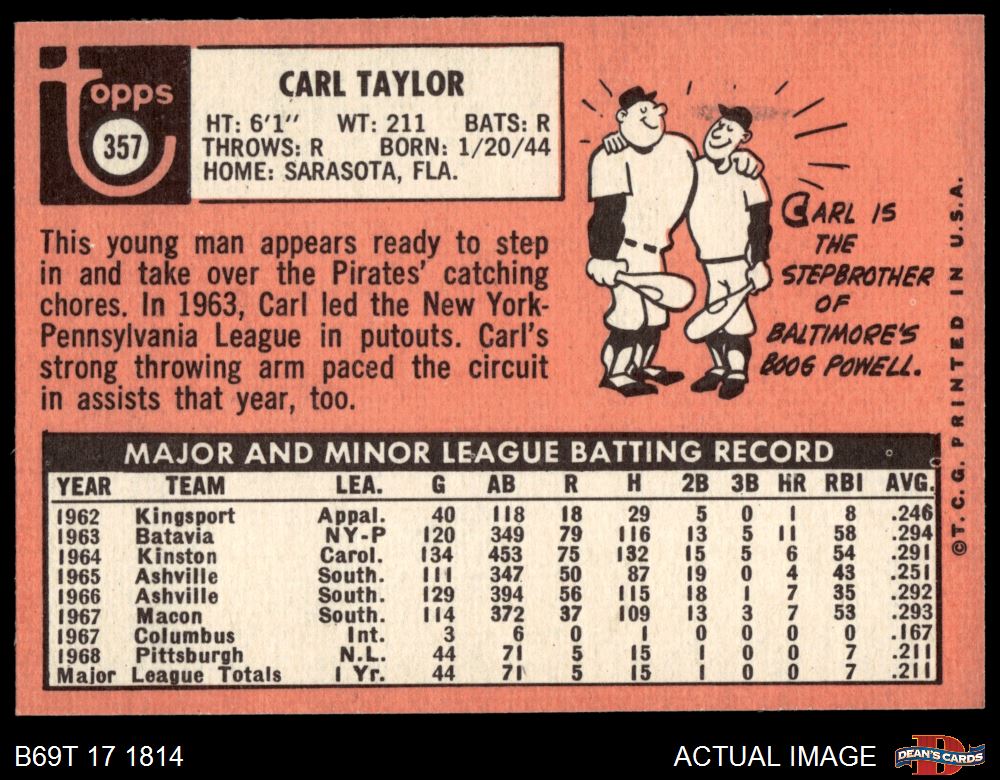 topps
357
CARL TAYLOR
HT: 6'1" WT: 211 BATS: R
THROWS: R BORN: 1/20/44
HOME: SARASOTA, FLA.
This young man appears ready to step
in and take over the Pirates' catching
chores. In 1963, Carl led the New York-
Pennsylvania League in putouts. Carl's
strong throwing arm paced the circuit
in assists that year, too.
CARL IS
THE
STEPBROTHER
OF
BALTIMORE'S
BOOG POWELL.
MAJOR AND MINOR LEAGUE BATTING RECORD
YEAR TEAM LEA. G AB R H 2B 3B HR RBI AVG.
1962 Kingsport Appal. 40 118 18 29 5 0 1 8 .246
1963 Batavia NY-P 120 349 79 116 13 5 11 58 .294
1964 Kinston Carol. 134 453 75 132 15 5 6 54 .291
1965 Ashville South. 111 347 50 87 19 0 4 43 .251
1966 Ashville South. 129 394 56 115 18 1 7 35 .292
1967 Macon South. 114 372 37 109 13 3 7 53 .293
1967 Columbus Int. 3 6 0 1 0 0 0 0 .167
1968 Pittsburgh N.L. 44 71 5 15 1 0 0 7 .211
Major League Totals 1 Yr. 44 71 5 15 1 0 0 7 .211
©T.C.G. PRINTED IN U.S.A.
B69T 17 1814 ACTUAL IMAGE
D
DEAN'S CARDS